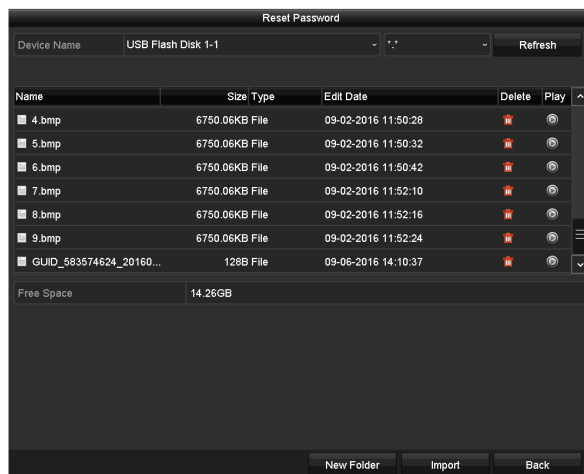 Reset Password
Device Name USB Flash Disk 1-1 *.* Refresh
Name Size Type Edit Date Delete Play
4.bmp 6750.06KB File 09-02-2016 11:50:28
5.bmp 6750.06KB File 09-02-2016 11:50:32
6.bmp 6750.06KB File 09-02-2016 11:50:42
7.bmp 6750.06KB File 09-02-2016 11:52:10
8.bmp 6750.06KB File 09-02-2016 11:52:16
9.bmp 6750.06KB File 09-02-2016 11:52:24
GUID_583574624_20160... 128B File 09-06-2016 14:10:37
Free Space 14.26GB
New Folder Import Back